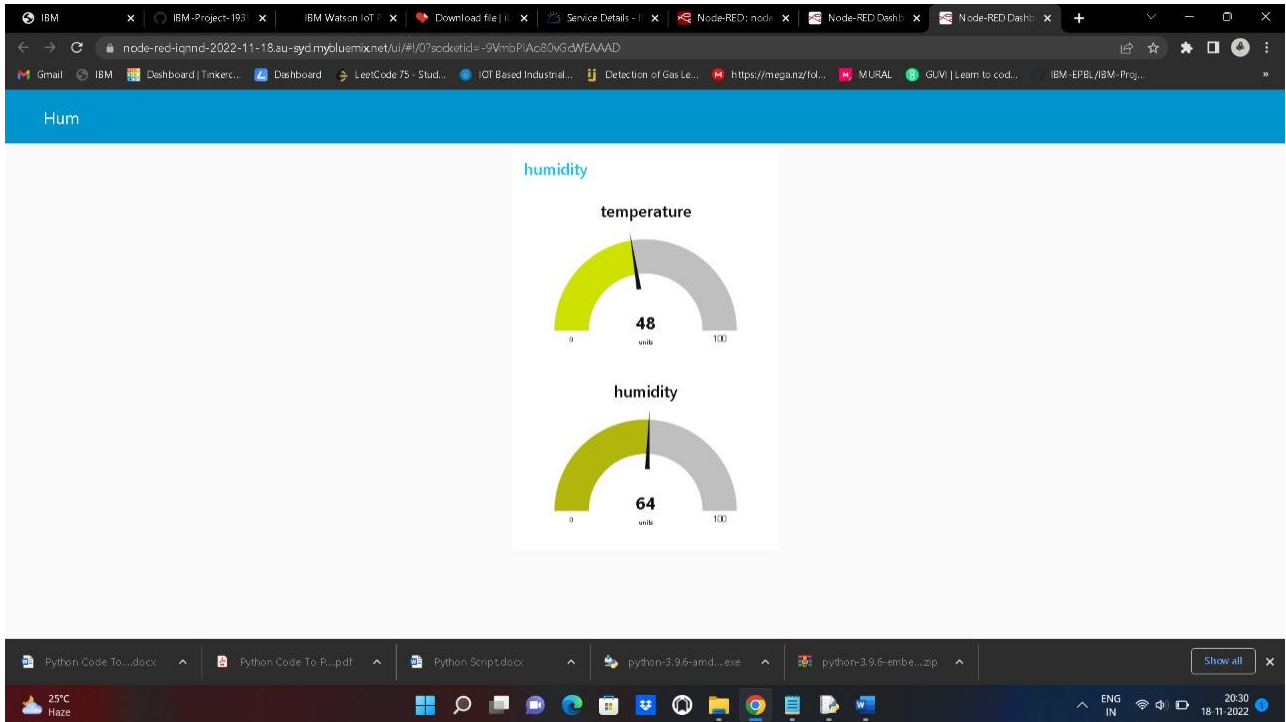 IBM
IBM-Project-193
IBM Watson IoT P
Download file | iL
Service Details - I
Node-RED: node
Node-RED Dashb
Node-RED Dashb
node-red-iqnnd-2022-11-18.au-syd.mybluemix.net/ui/#!/0?socketid=-9VmbP
Gmail
IBM
Dashboard | Tinkerc...
Dashboard
LeetCode 75 - Stud...
IOT Based Industrial...
Detection of Gas Le...
https://mega.nz/fol...
MURAL
GUVI | Learn to cod...
IBM-EPBL/IBM-Proj...
»
Hum
humidity
temperature
48
units
0
100
humidity
64
units
0
100
Python Code To....docx
Python Code To P....pdf
Python Script.docx
python-3.9.6-amd....exe
python-3.9.6-embe....zip
Show all
25°C
Haze
ENG
IN
20:30
18-11-2022
1